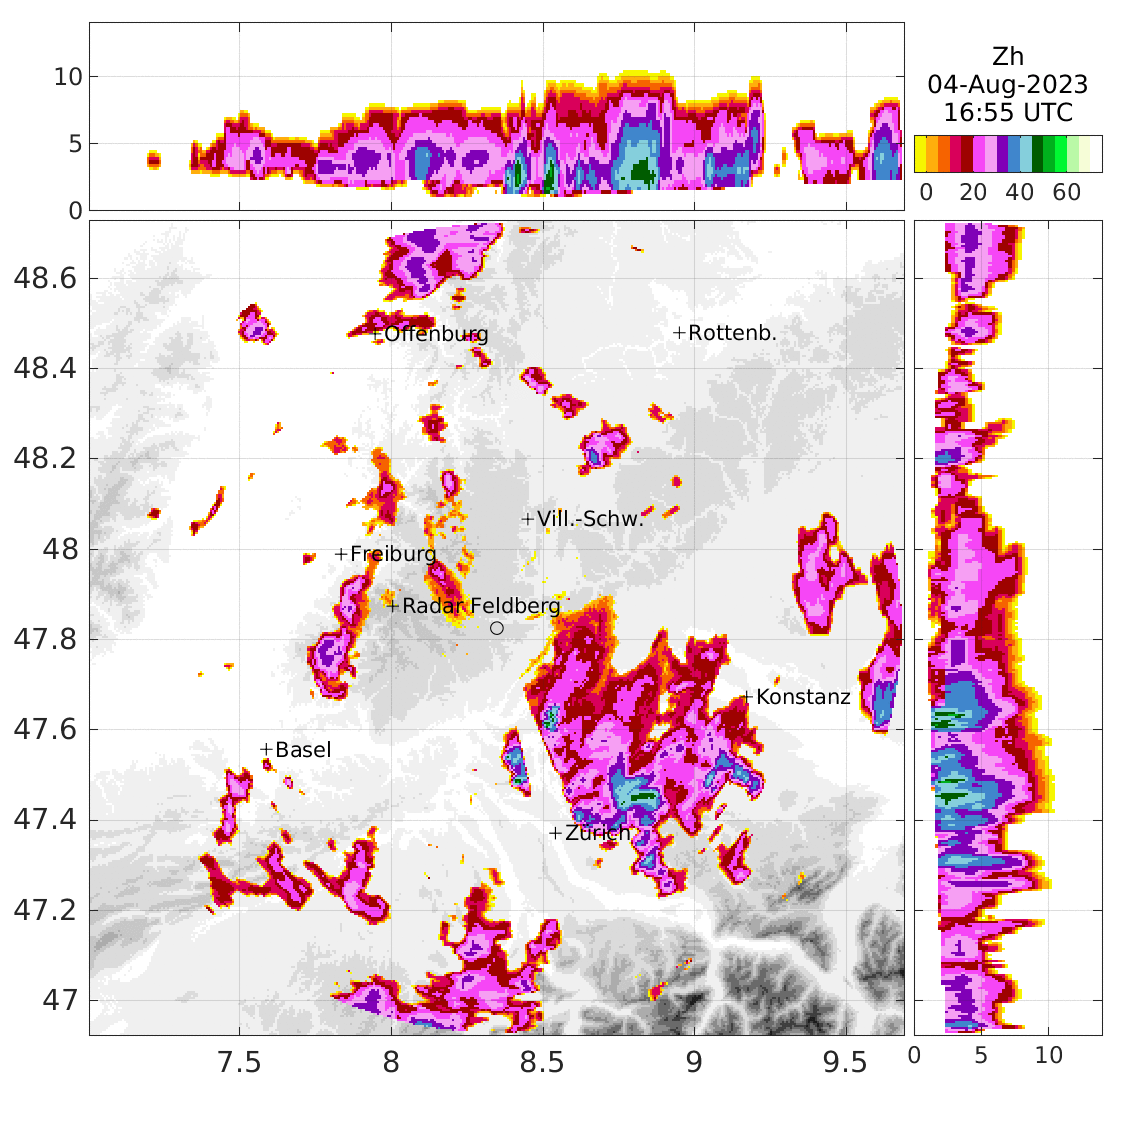 10
5
0
Zh
04-Aug-2023
16:55 UTC
0 20 40 60
48.6
48.4
48.2
48
47.8
47.6
47.4
47.2
47
+Offenburg
+Rottenb.
+Vill.-Schw.
+Freiburg
+Radar Feldberg
+Konstanz
+Basel
+Zürich
7.5 8 8.5 9 9.5
0 5 10